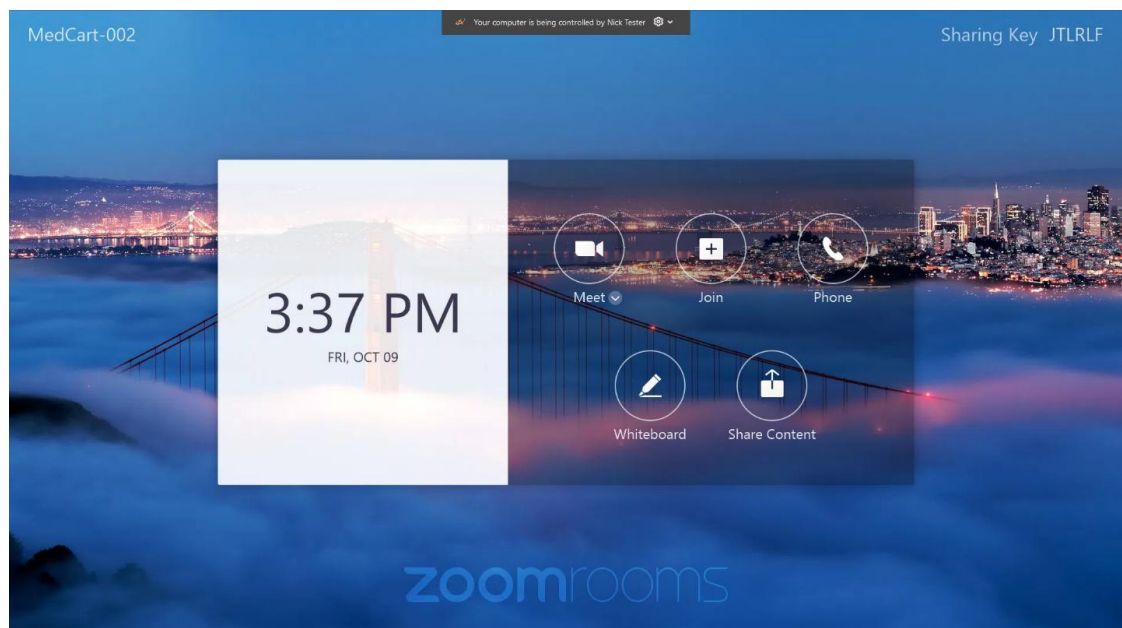 Your computer is being controlled by Nick Tester
MedCart-002
Sharing Key JTLRLF
3:37 PM
FRI, OCT 09
Meet
Join
Phone
Whiteboard
Share Content
zoomrooms